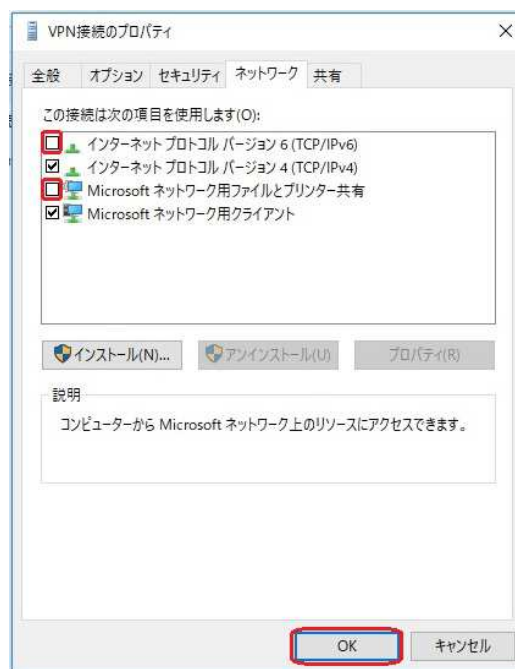 VPN接続のプロパティ
全般 オプション セキュリティ ネットワーク 共有
この接続は次の項目を使用します(O):
インターネット プロトコル バージョン 6 (TCP/IPv6)
インターネット プロトコル バージョン 4 (TCP/IPv4)
Microsoft ネットワーク用ファイルとプリンター共有
Microsoft ネットワーク用クライアント
インストール(N)... アンインストール(U) プロパティ(R)
説明
コンピューターから Microsoft ネットワーク上のリソースにアクセスできます。
OK キャンセル